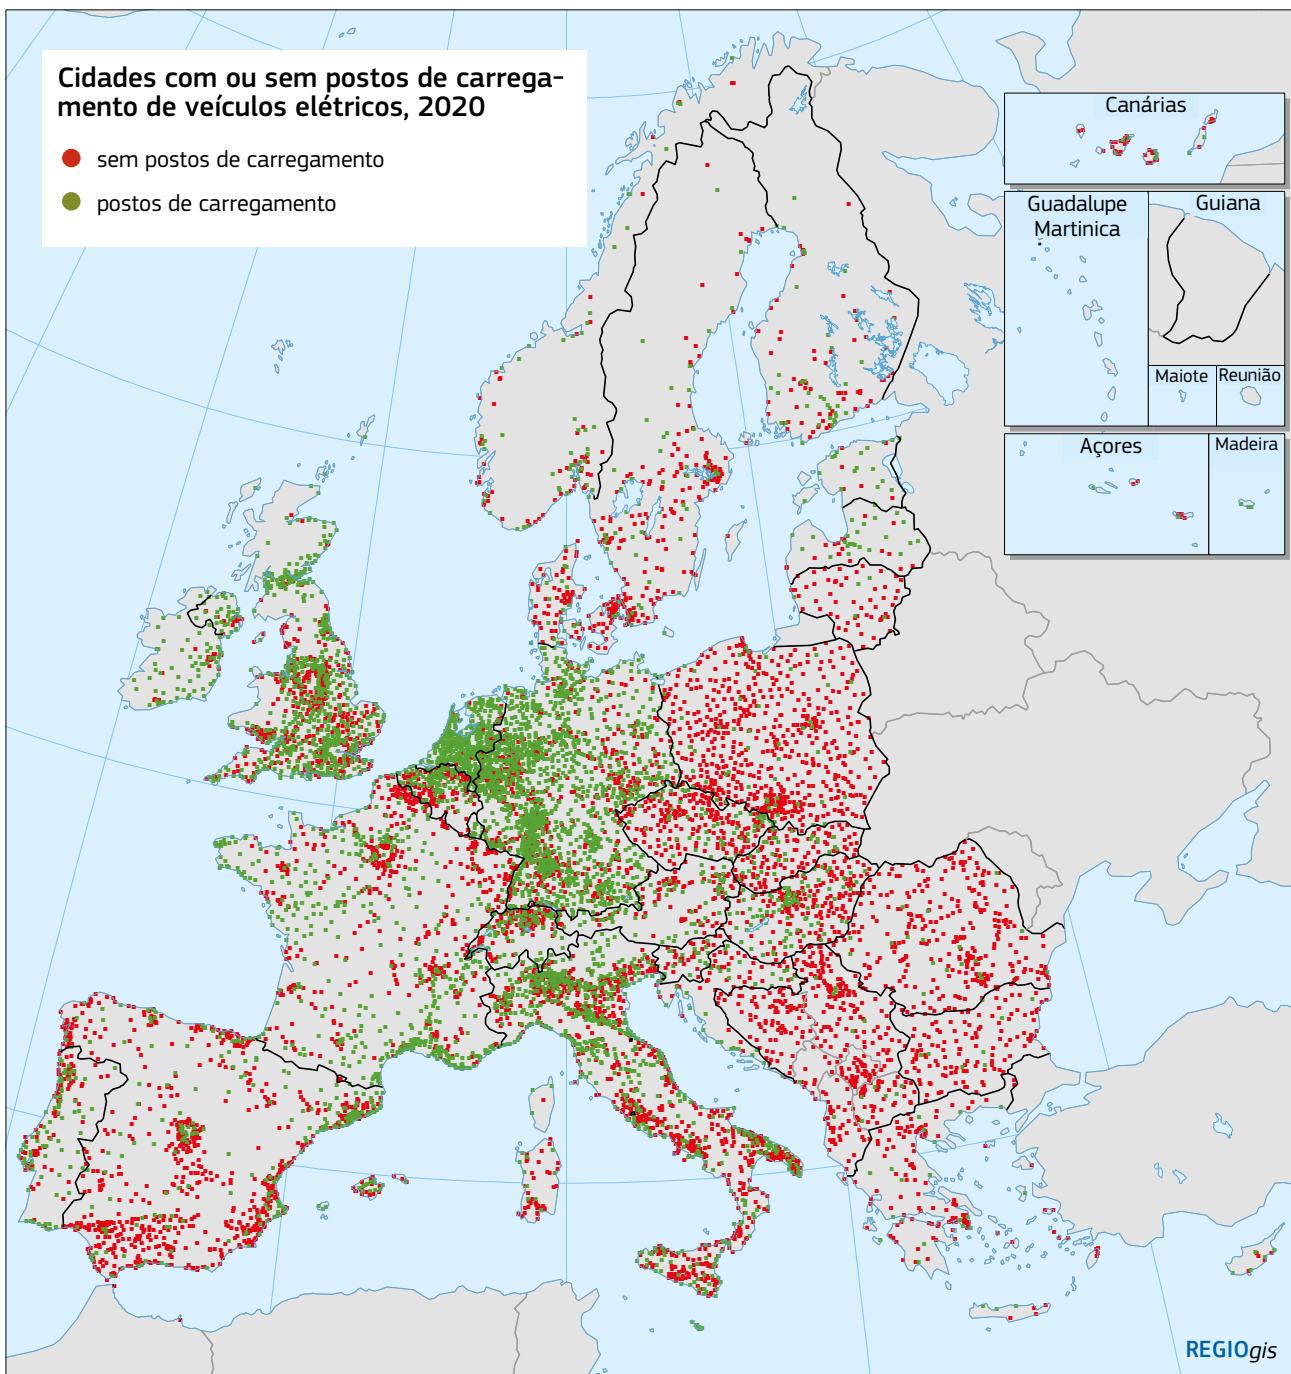 Cidades com ou sem postos de carrega-
mento de veículos elétricos, 2020
sem postos de carregamento
postos de carregamento
Canárias
Guadalupe
Martinica
Guiana
Maiote
Reunião
Açores
Madeira
REGIOgis